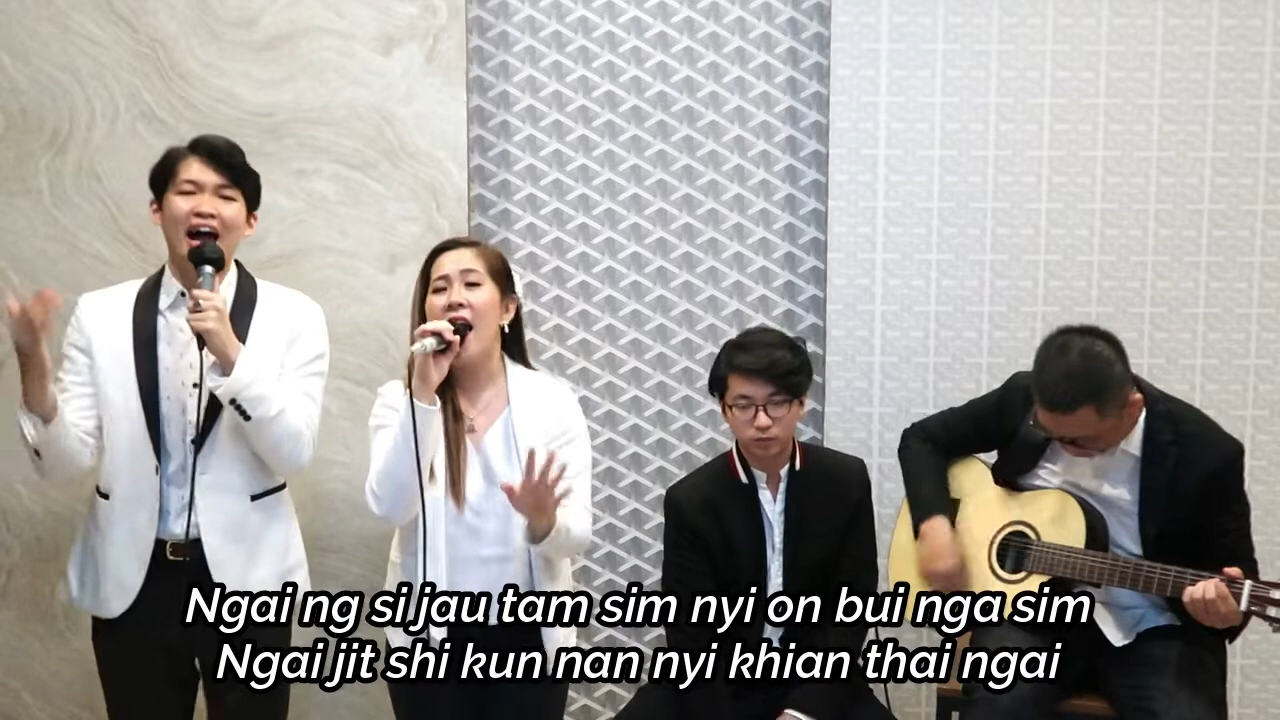 Ngai ng si jau tam sim nyi on bui nga sim
Ngai jit shi kun nan nyi khian thai ngai